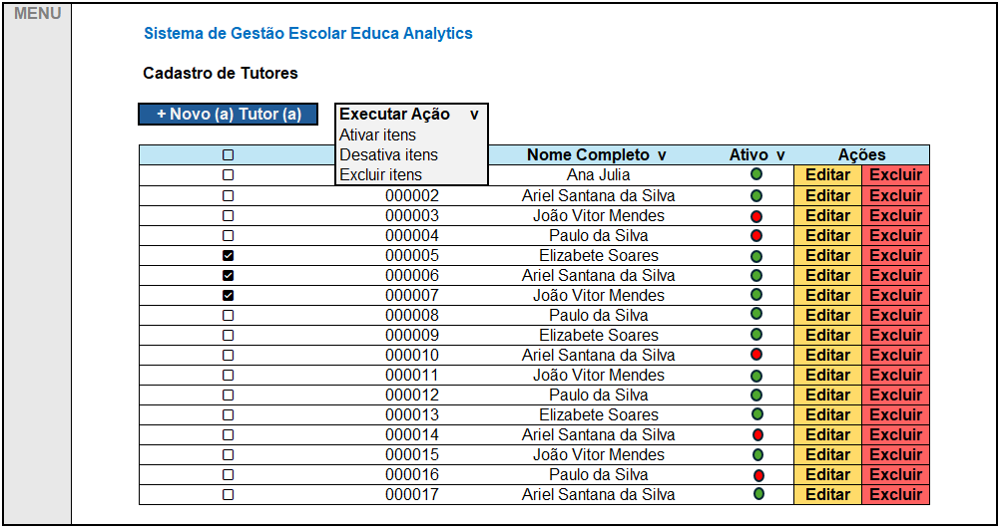 MENU
Sistema de Gestão Escolar Educa Analytics
Cadastro de Tutores
+ Novo (a) Tutor (a)
Executar Ação v
Ativar itens
Desativa itens
Excluir itens
Nome Completo v Ativo v Ações
Ana Julia Editar Excluir
000002 Ariel Santana da Silva Editar Excluir
000003 João Vitor Mendes Editar Excluir
000004 Paulo da Silva Editar Excluir
000005 Elizabete Soares Editar Excluir
000006 Ariel Santana da Silva Editar Excluir
000007 João Vitor Mendes Editar Excluir
000008 Paulo da Silva Editar Excluir
000009 Elizabete Soares Editar Excluir
000010 Ariel Santana da Silva Editar Excluir
000011 João Vitor Mendes Editar Excluir
000012 Paulo da Silva Editar Excluir
000013 Elizabete Soares Editar Excluir
000014 Ariel Santana da Silva Editar Excluir
000015 João Vitor Mendes Editar Excluir
000016 Paulo da Silva Editar Excluir
000017 Ariel Santana da Silva Editar Excluir